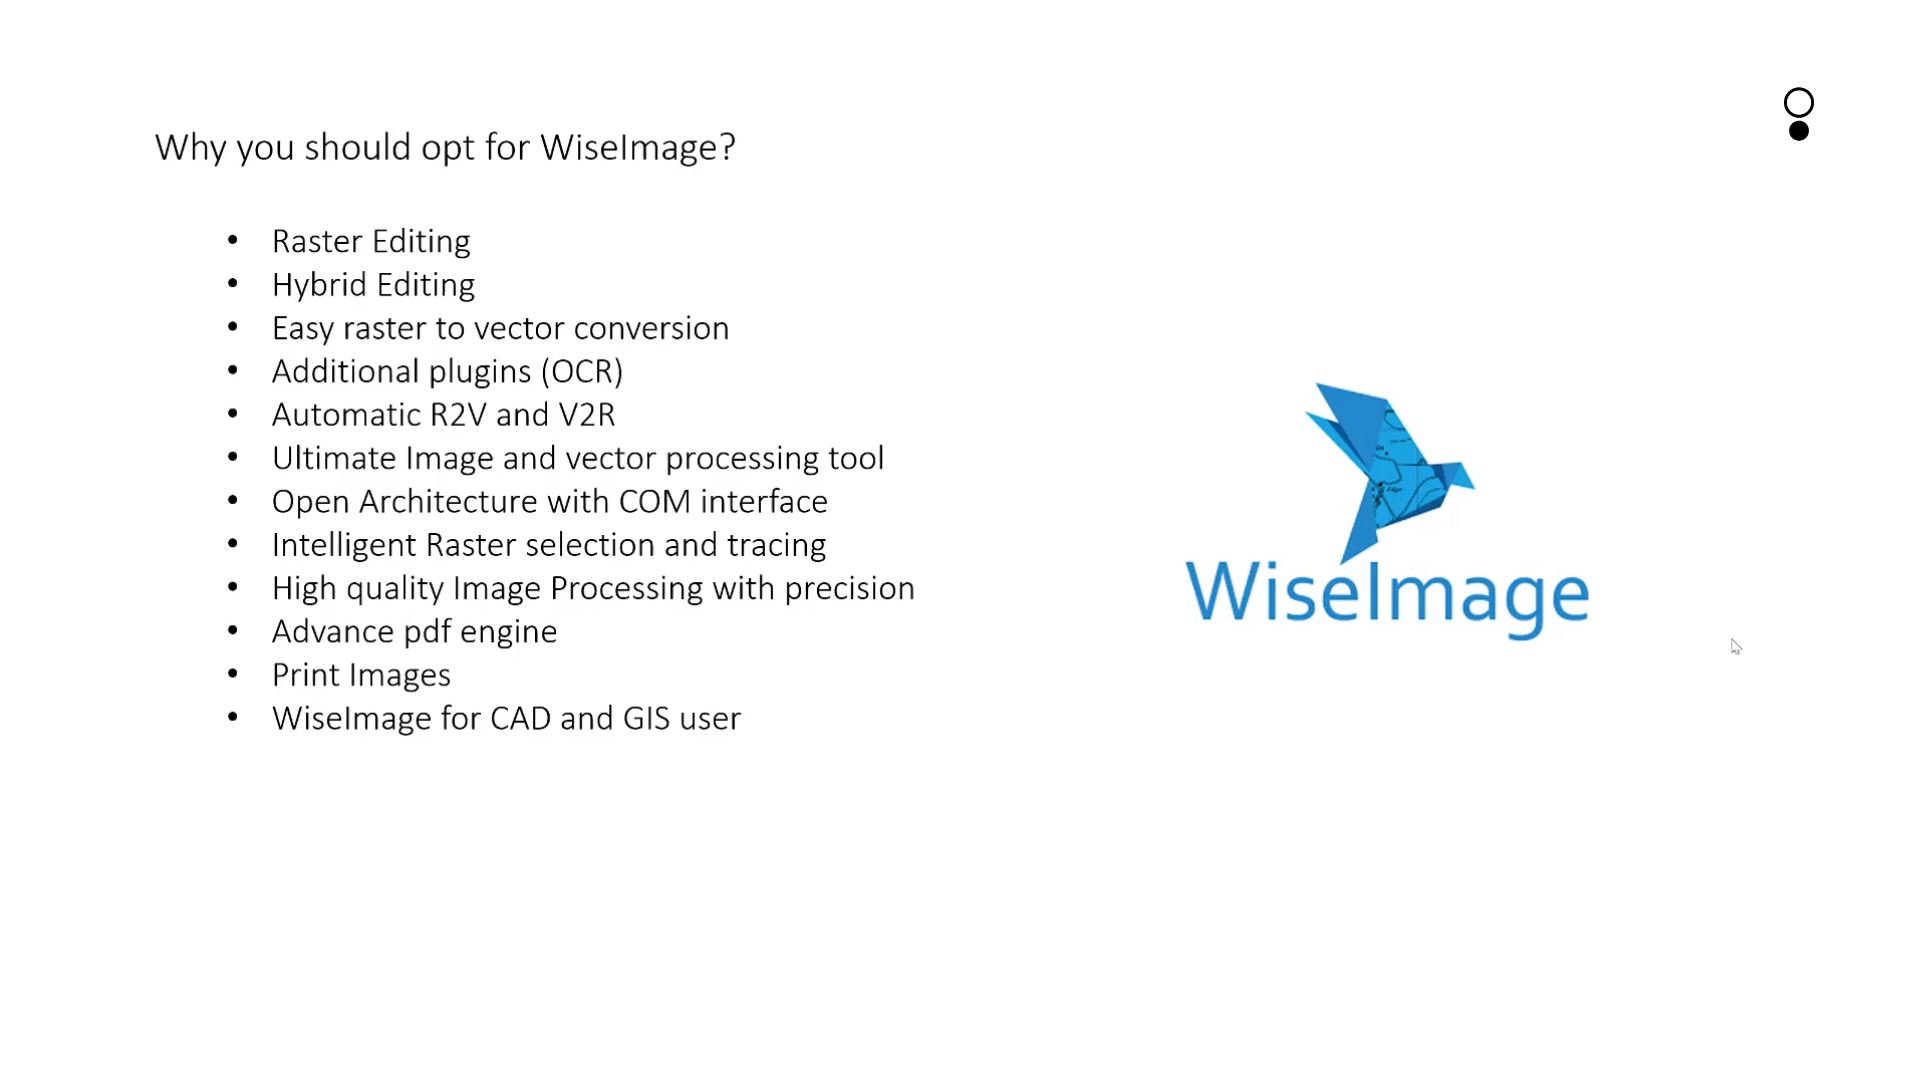 Why you should opt for WiseImage?
• Raster Editing
• Hybrid Editing
• Easy raster to vector conversion
• Additional plugins (OCR)
• Automatic R2V and V2R
• Ultimate Image and vector processing tool
• Open Architecture with COM interface
• Intelligent Raster selection and tracing
• High quality Image Processing with precision
• Advance pdf engine
• Print Images
• WiseImage for CAD and GIS user
WiseImage